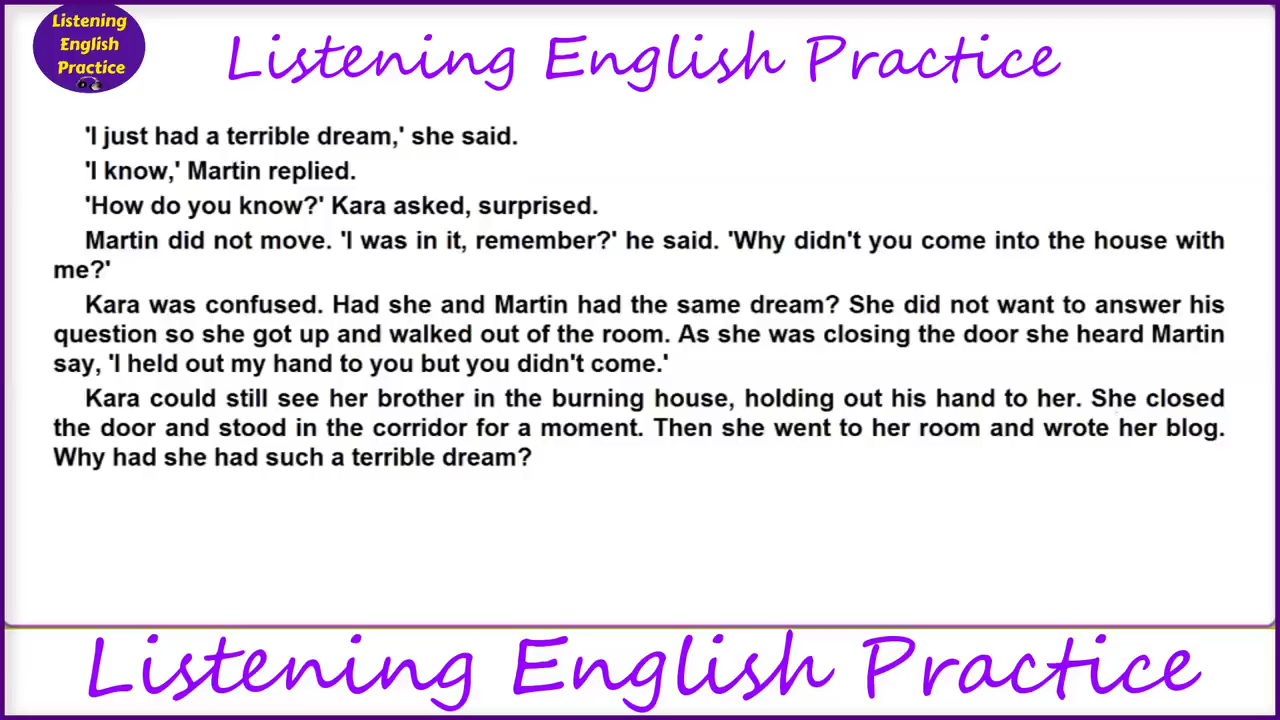 Listening
English
Practice
Listening English Practice
'I just had a terrible dream,' she said.
'I know,' Martin replied.
'How do you know?' Kara asked, surprised.
Martin did not move. 'I was in it, remember?' he said. 'Why didn't you come into the house with
me?'
Kara was confused. Had she and Martin had the same dream? She did not want to answer his
question so she got up and walked out of the room. As she was closing the door she heard Martin
say, 'I held out my hand to you but you didn't come.'
Kara could still see her brother in the burning house, holding out his hand to her. She closed
the door and stood in the corridor for a moment. Then she went to her room and wrote her blog.
Why had she had such a terrible dream?
Listening English Practice